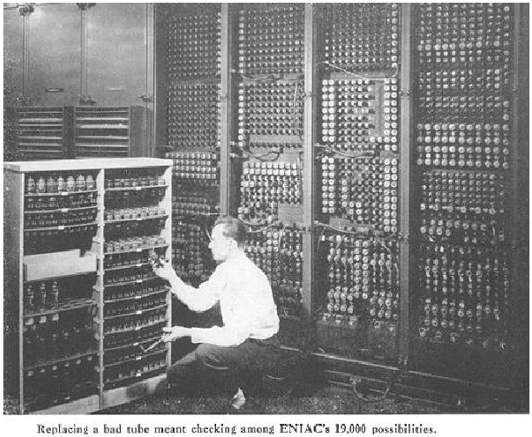 Replacing a bad tube meant checking among ENIAC's 19,000 possibilities.